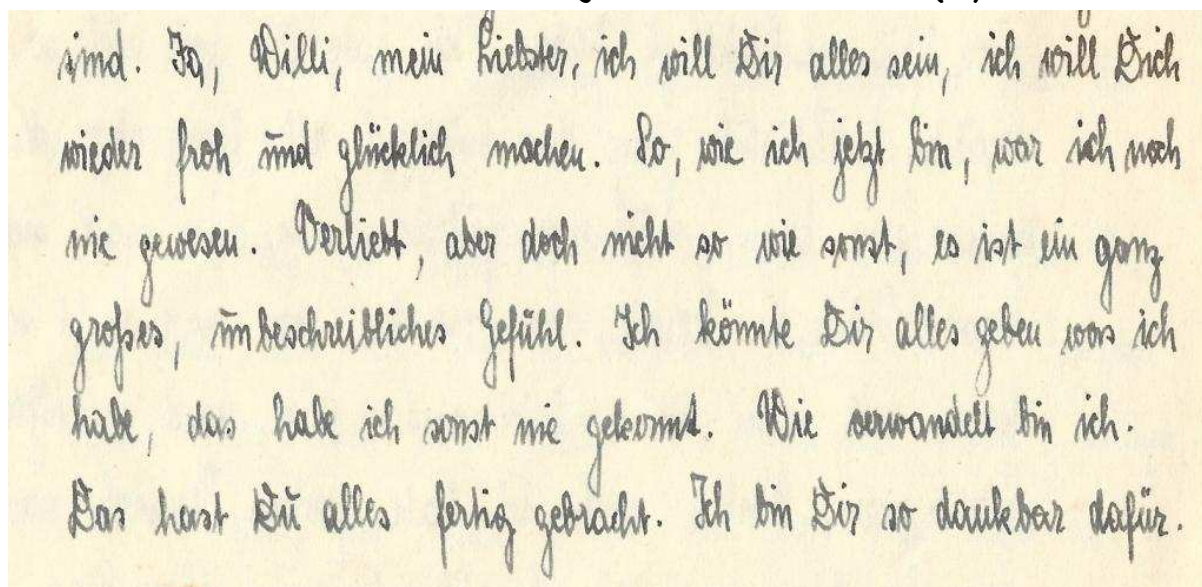 sind. Ja, Willi, mein Liebster, ich will Dir alles sein, ich will Dich
wieder froh und glücklich machen. So, wie ich jetzt bin, war ich noch
nie gewesen. Verliebt, aber doch nicht so wie sonst, es ist ein ganz
großes, unbeschreibliches Gefühl. Ich könnte Dir alles geben was ich
habe, das habe ich sonst nie gekonnt. Wie verwandelt bin ich.
Das hast Du alles fertig gebracht. Ich bin Dir so dankbar dafür.